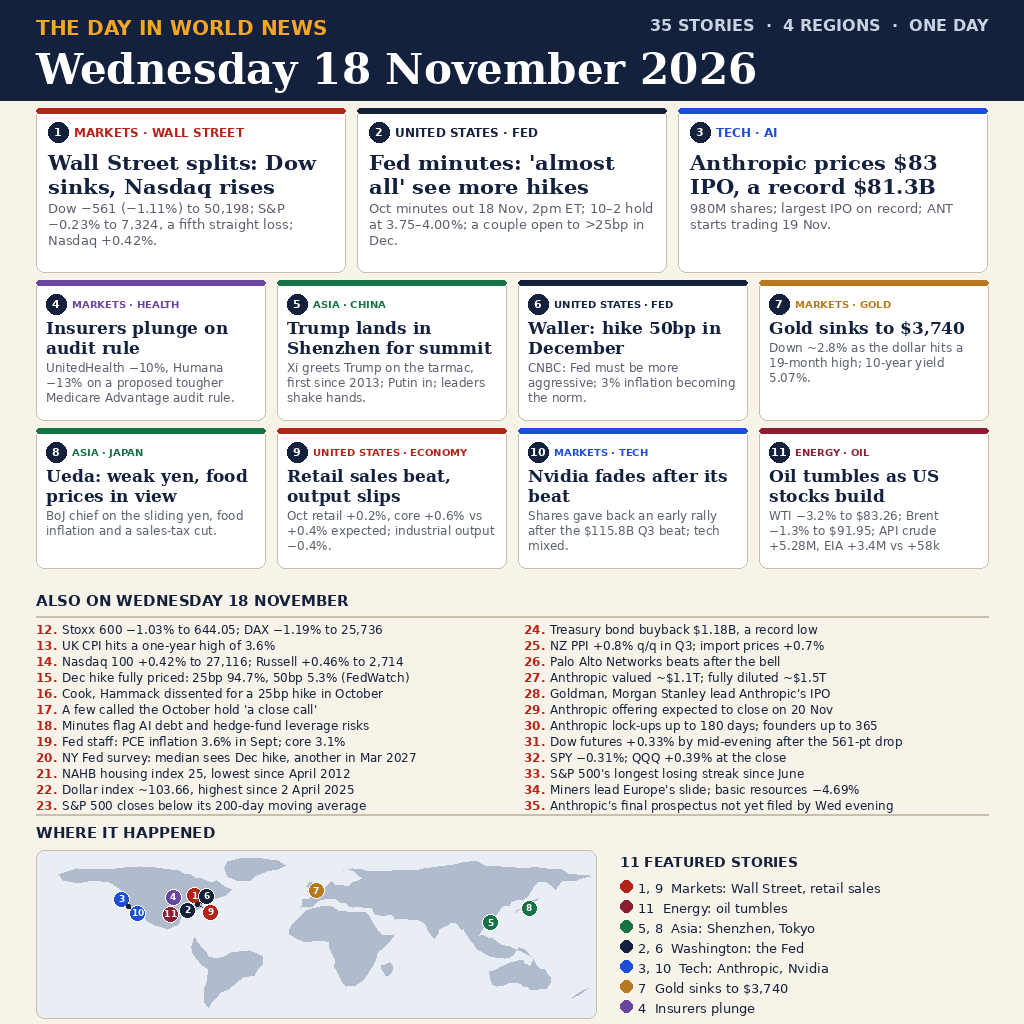 THE DAY IN WORLD NEWS
35 STORIES · 4 REGIONS · ONE DAY
Wednesday 18 November 2026
1 MARKETS · WALL STREET
Wall Street splits: Dow
sinks, Nasdaq rises
Dow −561 (−1.11%) to 50,198; S&P
−0.23% to 7,324, a fifth straight loss;
Nasdaq +0.42%.
2 UNITED STATES · FED
Fed minutes: 'almost
all' see more hikes
Oct minutes out 18 Nov, 2pm ET; 10–2 hold
at 3.75–4.00%; a couple open to >25bp in
Dec.
3 TECH · AI
Anthropic prices $83
IPO, a record $81.3B
980M shares; largest IPO on record; ANT
starts trading 19 Nov.
4 MARKETS · HEALTH
Insurers plunge on
audit rule
UnitedHealth −10%, Humana
−13% on a proposed tougher
Medicare Advantage audit rule.
5 ASIA · CHINA
Trump lands in
Shenzhen for summit
Xi greets Trump on the tarmac,
first since 2013; Putin in; leaders
shake hands.
6 UNITED STATES · FED
Waller: hike 50bp in
December
CNBC: Fed must be more
aggressive; 3% inflation becoming
the norm.
7 MARKETS · GOLD
Gold sinks to $3,740
Down ~2.8% as the dollar hits a
19-month high; 10-year yield
5.07%.
8 ASIA · JAPAN
Ueda: weak yen, food
prices in view
BoJ chief on the sliding yen, food
inflation and a sales-tax cut.
9 UNITED STATES · ECONOMY
Retail sales beat,
output slips
Oct retail +0.2%, core +0.6% vs
+0.4% expected; industrial output
−0.4%.
10 MARKETS · TECH
Nvidia fades after its
beat
Shares gave back an early rally
after the $115.8B Q3 beat; tech
mixed.
11 ENERGY · OIL
Oil tumbles as US
stocks build
WTI −3.2% to $83.26; Brent
−1.3% to $91.95; API crude
+5.28M, EIA +3.4M vs +58k
ALSO ON WEDNESDAY 18 NOVEMBER
12. Stoxx 600 −1.03% to 644.05; DAX −1.19% to 25,736
13. UK CPI hits a one-year high of 3.6%
14. Nasdaq 100 +0.42% to 27,116; Russell +0.46% to 2,714
15. Dec hike fully priced: 25bp 94.7%, 50bp 5.3% (FedWatch)
16. Cook, Hammack dissented for a 25bp hike in October
17. A few called the October hold 'a close call'
18. Minutes flag AI debt and hedge-fund leverage risks
19. Fed staff: PCE inflation 3.6% in Sept; core 3.1%
20. NY Fed survey: median sees Dec hike, another in Mar 2027
21. NAHB housing index 25, lowest since April 2012
22. Dollar index ~103.66, highest since 2 April 2025
23. S&P 500 closes below its 200-day moving average
24. Treasury bond buyback $1.18B, a record low
25. NZ PPI +0.8% q/q in Q3; import prices +0.7%
26. Palo Alto Networks beats after the bell
27. Anthropic valued ~$1.1T; fully diluted ~$1.5T
28. Goldman, Morgan Stanley lead Anthropic's IPO
29. Anthropic offering expected to close on 20 Nov
30. Anthropic lock-ups up to 180 days; founders up to 365
31. Dow futures +0.33% by mid-evening after the 561-pt drop
32. SPY −0.31%; QQQ +0.39% at the close
33. S&P 500's longest losing streak since June
34. Miners lead Europe's slide; basic resources −4.69%
35. Anthropic's final prospectus not yet filed by Wed evening
WHERE IT HAPPENED
3
10
4
11
1
2
6
9
7
5
8
11 FEATURED STORIES
1, 9 Markets: Wall Street, retail sales
11 Energy: oil tumbles
5, 8 Asia: Shenzhen, Tokyo
2, 6 Washington: the Fed
3, 10 Tech: Anthropic, Nvidia
7 Gold sinks to $3,740
4 Insurers plunge